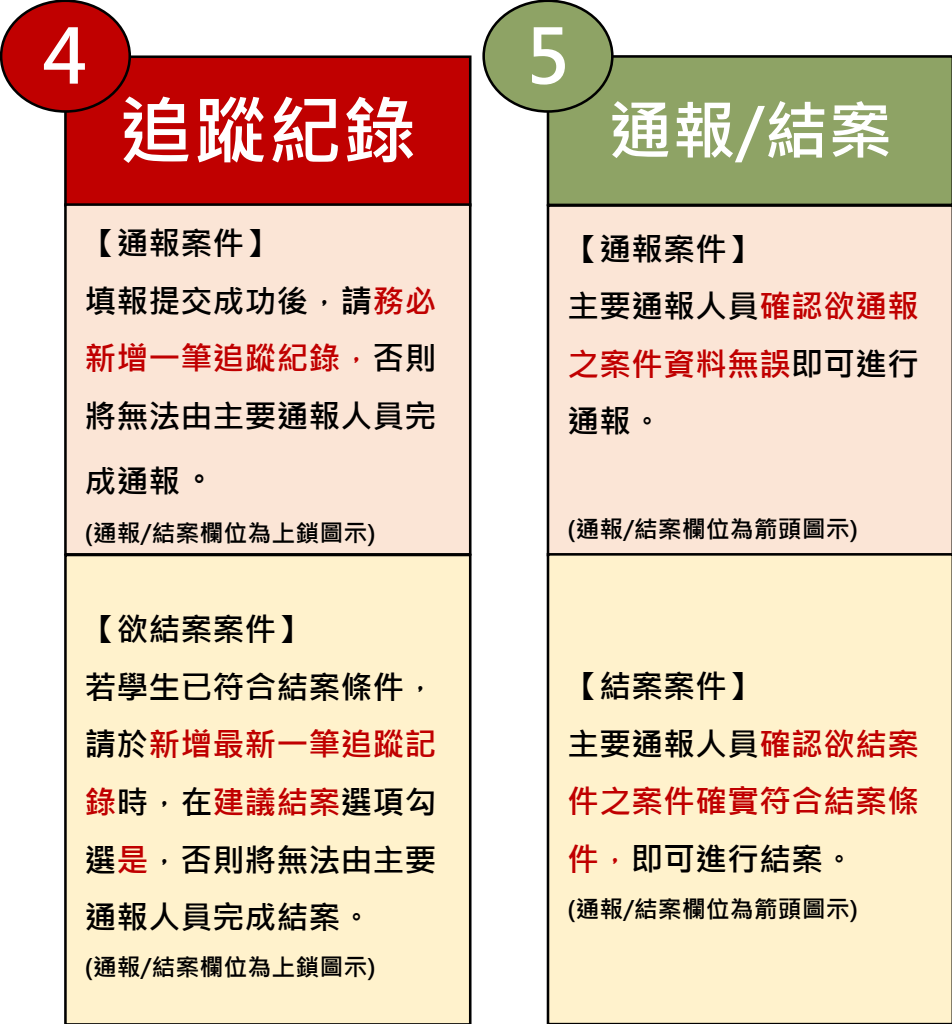 4
追蹤紀錄
【通報案件】
填報提交成功後，請務必
新增一筆追蹤紀錄，否則
將無法由主要通報人員完
成通報。
(通報/結案欄位為上鎖圖示)
【欲結案案件】
若學生已符合結案條件，
請於新增最新一筆追蹤記
錄時，在建議結案選項勾
選是，否則將無法由主要
通報人員完成結案。
(通報/結案欄位為上鎖圖示)
5
通報/結案
【通報案件】
主要通報人員確認欲通報
之案件資料無誤即可進行
通報。
(通報/結案欄位為箭頭圖示)
【結案案件】
主要通報人員確認欲結案
件之案件確實符合結案條
件，即可進行結案。
(通報/結案欄位為箭頭圖示)